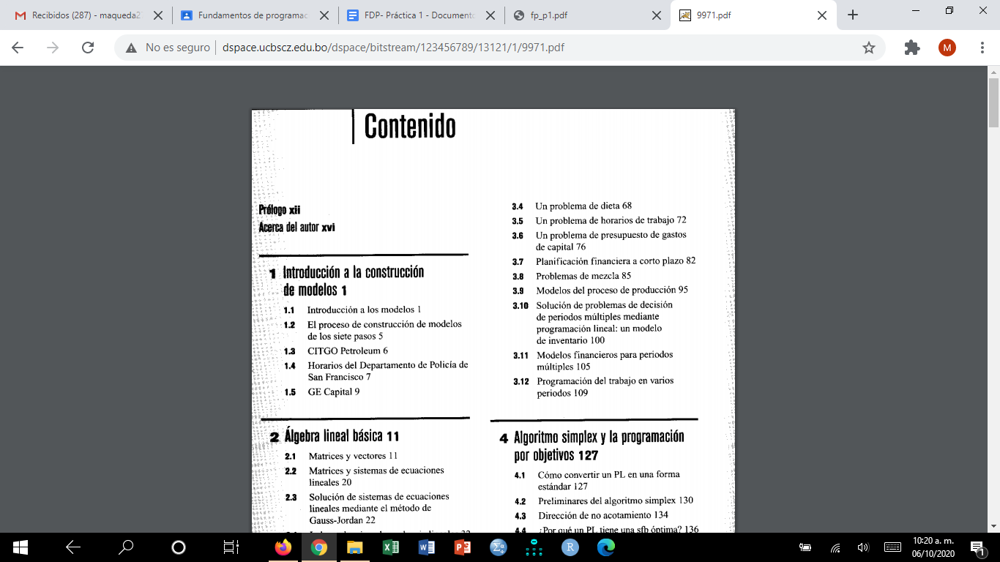 Recibidos (287) - maqueda2
Fundamentos de programac
FDP- Práctica 1 - Documento
fp_p1.pdf
9971.pdf
No es seguro
dspace.ucbscz.edu.bo/dspace/bitstream/123456789/13121/1/9971.pdf
M
Contenido
Prólogo xii
Acerca del autor xvi
1 Introducción a la construcción
de modelos 1
1.1 Introducción a los modelos 1
1.2 El proceso de construcción de modelos
de los siete pasos 5
1.3 CITGO Petroleum 6
1.4 Horarios del Departamento de Policía de
San Francisco 7
1.5 GE Capital 9
2 Álgebra lineal básica 11
2.1 Matrices y vectores 11
2.2 Matrices y sistemas de ecuaciones
lineales 20
2.3 Solución de sistemas de ecuaciones
lineales mediante el método de
Gauss-Jordan 22
3.4 Un problema de dieta 68
3.5 Un problema de horarios de trabajo 72
3.6 Un problema de presupuesto de gastos
de capital 76
3.7 Planificación financiera a corto plazo 82
3.8 Problemas de mezcla 85
3.9 Modelos del proceso de producción 95
3.10 Solución de problemas de decisión
de periodos múltiples mediante
programación lineal: un modelo
de inventario 100
3.11 Modelos financieros para periodos
múltiples 105
3.12 Programación del trabajo en varios
periodos 109
4 Algoritmo simplex y la programación
por objetivos 127
4.1 Cómo convertir un PL en una forma
estándar 127
4.2 Preliminares del algoritmo simplex 130
4.3 Dirección de no acotamiento 134
4.4 ¿Por qué un PL tiene una sfb óptima? 136
10:20 a. m.
06/10/2020
1